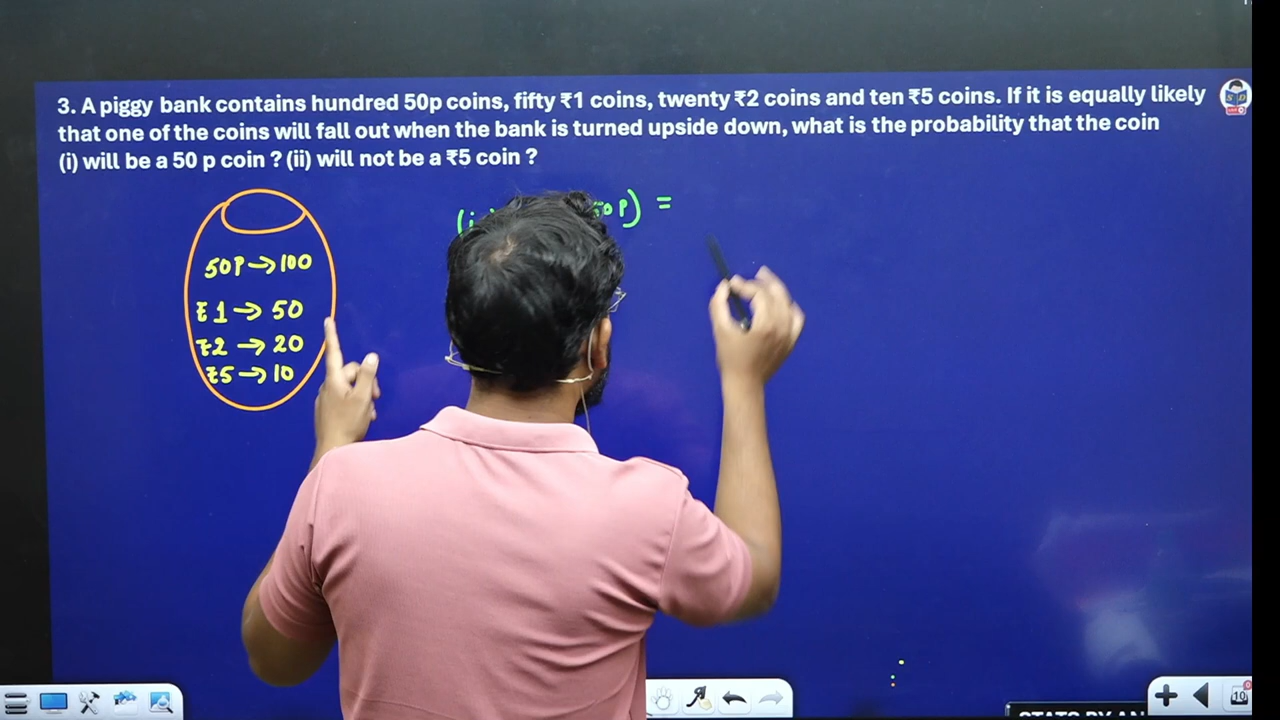 3. A piggy bank contains hundred 50p coins, fifty ₹1 coins, twenty ₹2 coins and ten ₹5 coins. If it is equally likely
that one of the coins will fall out when the bank is turned upside down, what is the probability that the coin
(i) will be a 50 p coin ? (ii) will not be a ₹5 coin ?
50P) =
50P→100
₹1→50
₹2→20
₹5→10
10